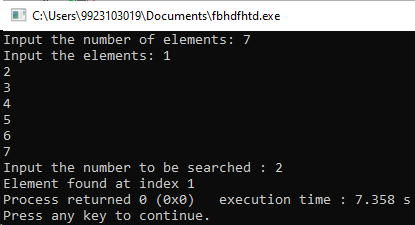 C:\Users\9923103019\Documents\fbhdfhtd.exe
Input the number of elements: 7
Input the elements: 1
2
3
4
5
6
7
Input the number to be searched : 2
Element found at index 1
Process returned 0 (0x0)   execution time : 7.358 s
Press any key to continue.